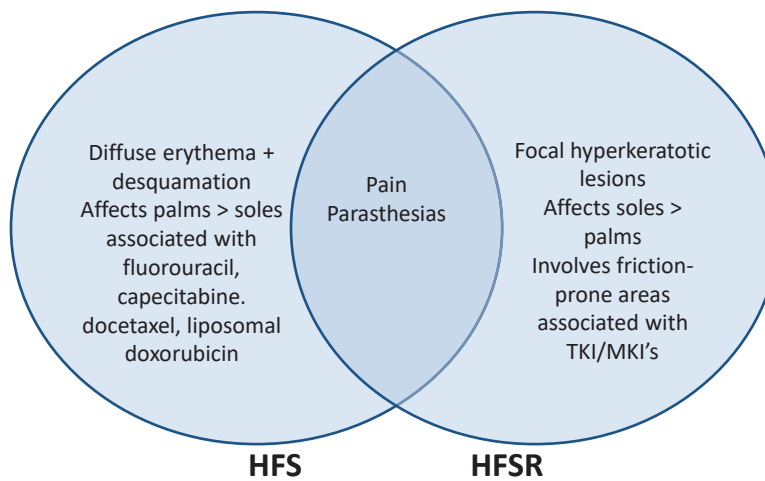 Diffuse erythema +
desquamation
Affects palms > soles
associated with
fluorouracil,
capecitabine.
docetaxel, liposomal
doxorubicin
Pain
Parasthesias
Focal hyperkeratotic
lesions
Affects soles >
palms
Involves friction-
prone areas
associated with
TKI/MKI's
HFS
HFSR